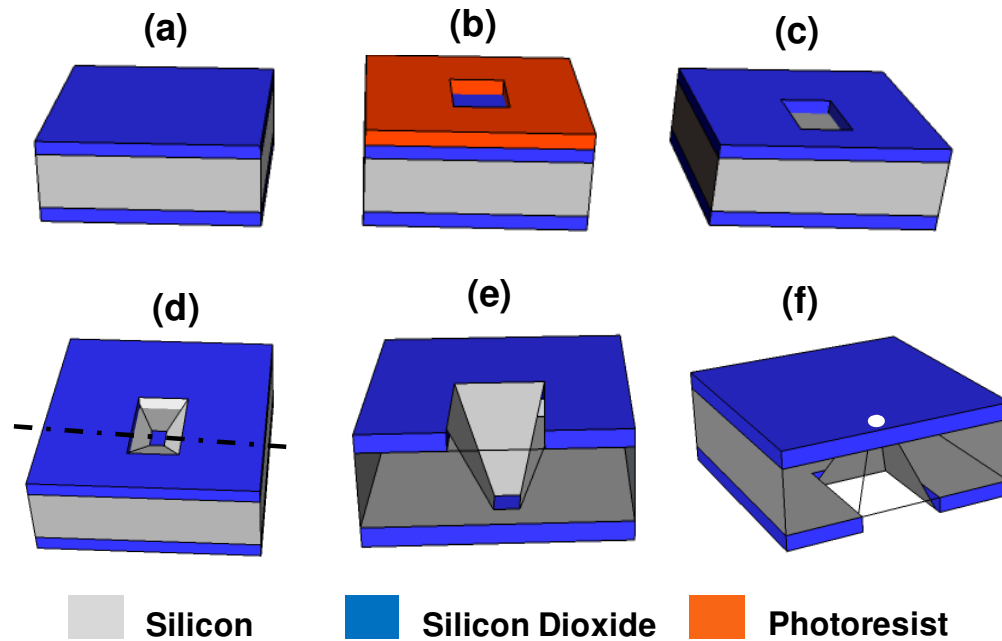 (a)
(b)
(c)
(d)
(e)
(f)
Silicon
Silicon Dioxide
Photoresist